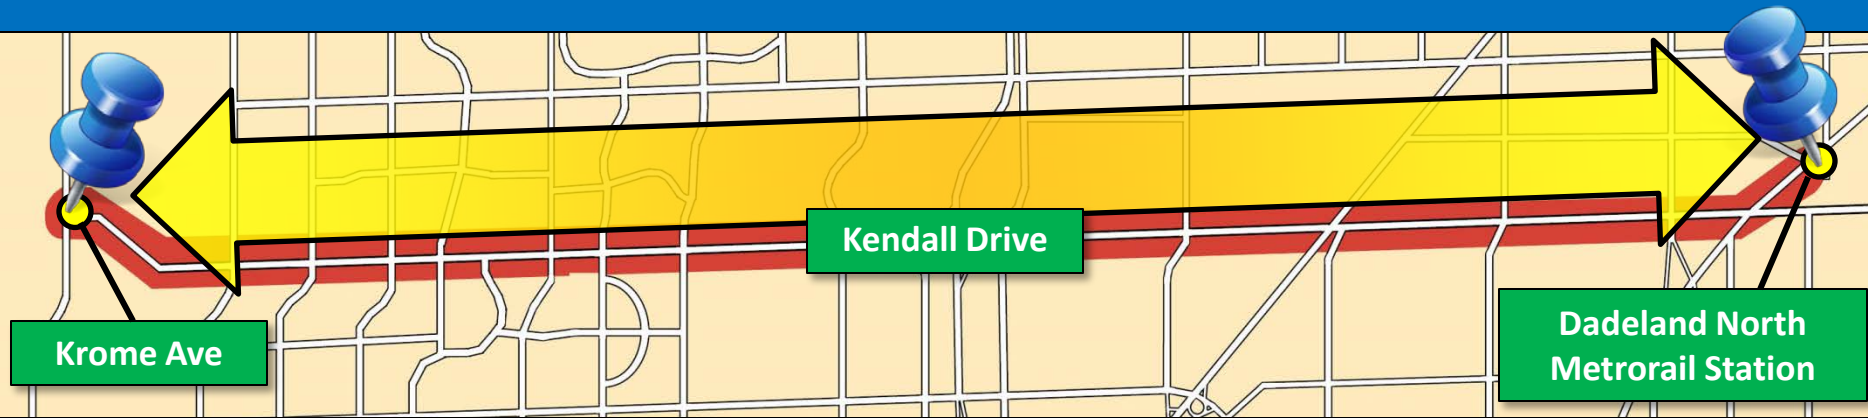 Kendall Drive
Krome Ave
Dadeland North
Metrorail Station